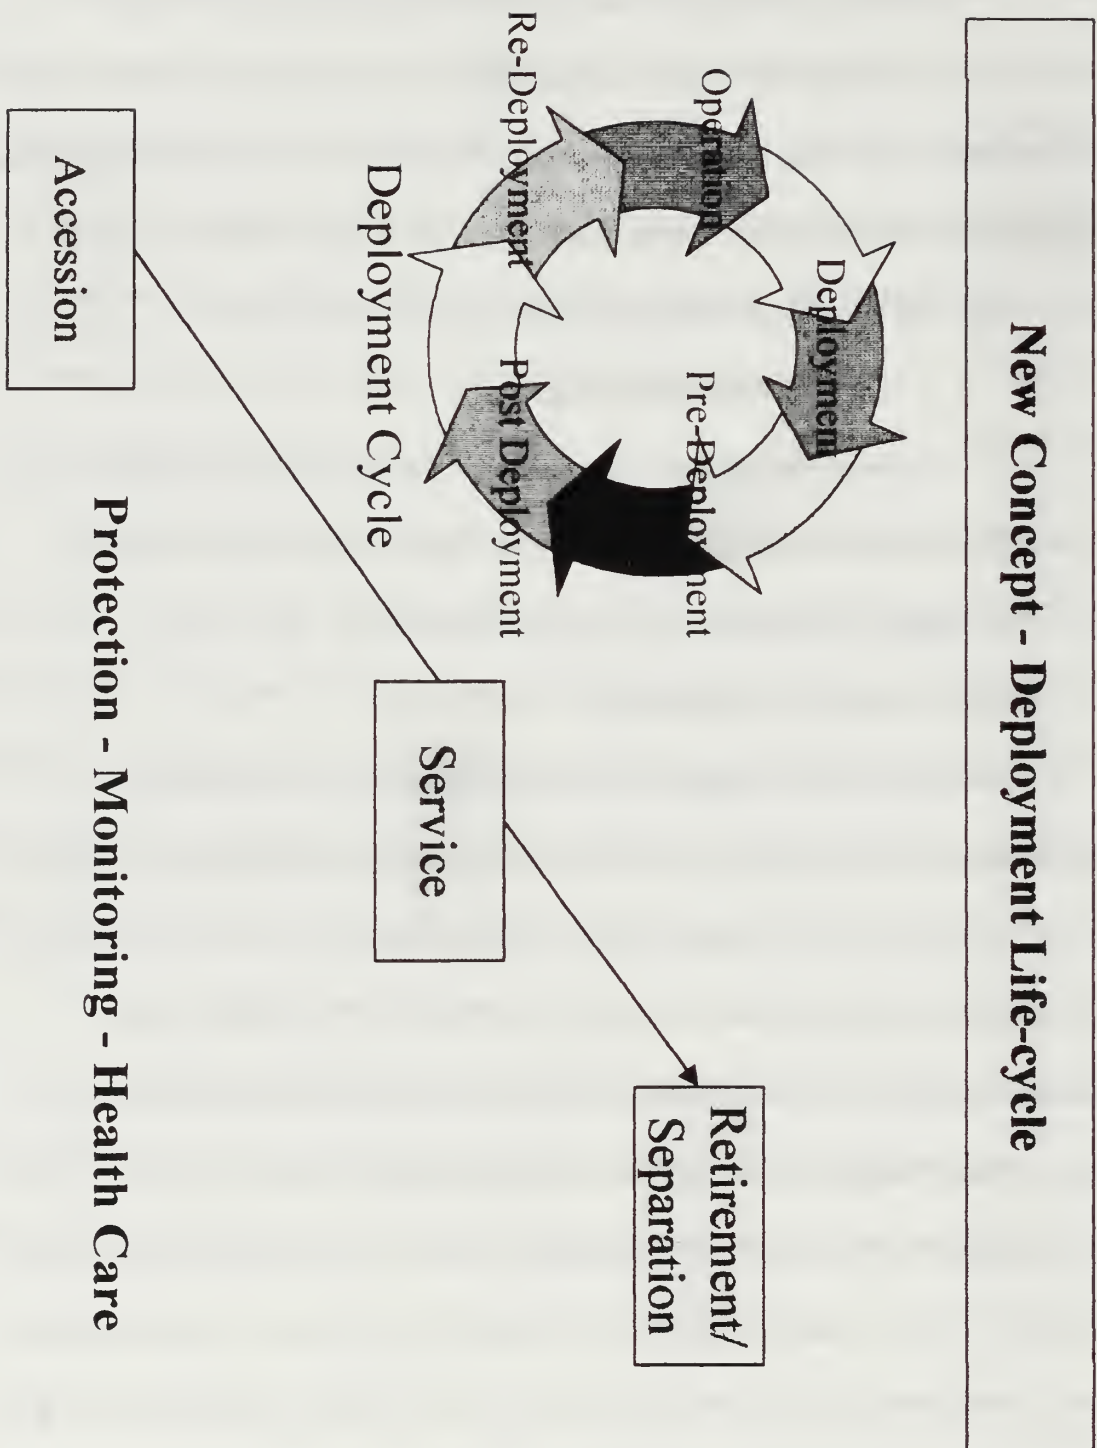 New Concept - Deployment Life-cycle
Deployment
Operation
Pre-Deployment
Re-Deployment
Post Deployment
Deployment Cycle
Retirement/
Separation
Service
Accession
Protection - Monitoring - Health Care